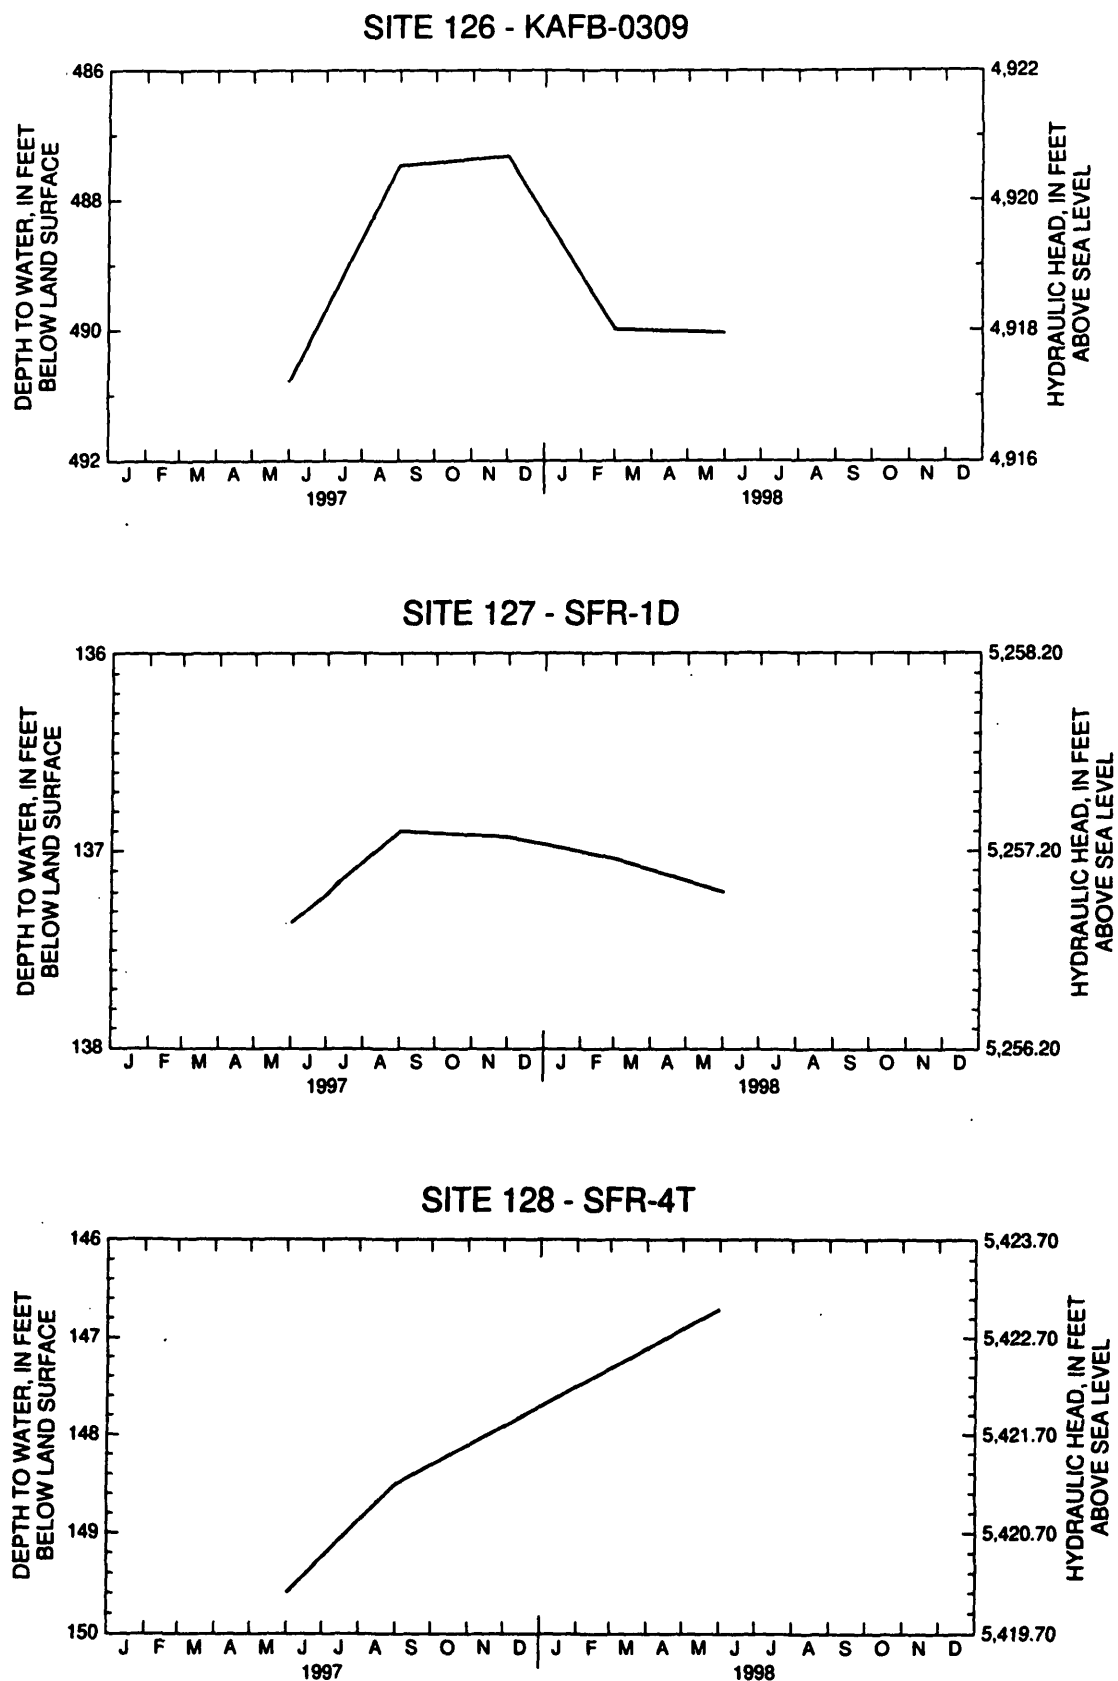 SITE 126 - KAFB-0309
DEPTH TO WATER, IN FEET
BELOW LAND SURFACE
486
488
490
492
4,922
4,920
4,918
4,916
HYDRAULIC HEAD, IN FEET
ABOVE SEA LEVEL
J F M A M J J A S O N D J F M A M J J A S O N D
1997 1998
SITE 127 - SFR-1D
DEPTH TO WATER, IN FEET
BELOW LAND SURFACE
136
137
138
5,258.20
5,257.20
5,256.20
HYDRAULIC HEAD, IN FEET
ABOVE SEA LEVEL
J F M A M J J A S O N D J F M A M J J A S O N D
1997 1998
SITE 128 - SFR-4T
DEPTH TO WATER, IN FEET
BELOW LAND SURFACE
146
147
148
149
150
5,423.70
5,422.70
5,421.70
5,420.70
5,419.70
HYDRAULIC HEAD, IN FEET
ABOVE SEA LEVEL
J F M A M J J A S O N D J F M A M J J A S O N D
1997 1998